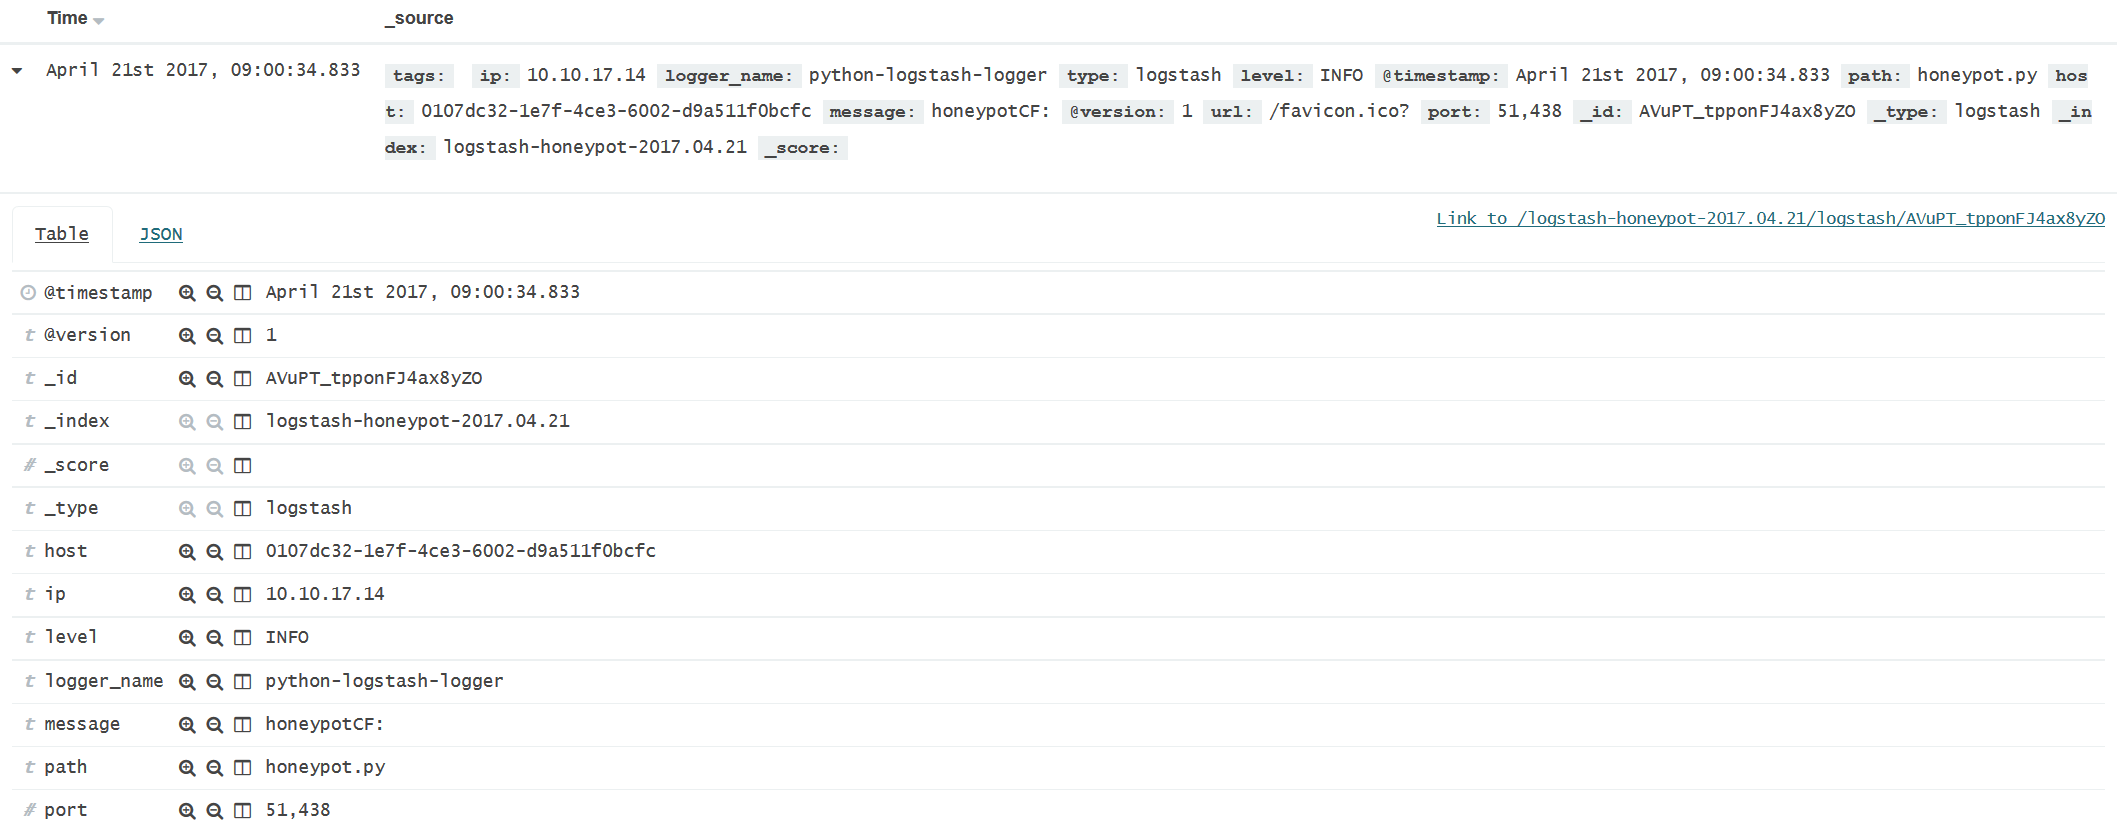 Time _source
April 21st 2017, 09:00:34.833 tags: ip: 10.10.17.14 logger_name: python-logstash-logger type: logstash level: INFO @timestamp: April 21st 2017, 09:00:34.833 path: honeypot.py hos
t: 0107dc32-1e7f-4ce3-6002-d9a511f0bcfc message: honeypotCF: @version: 1 url: /favicon.ico? port: 51,438 _id: AVuPT_tpponFJ4ax8yZO _type: logstash _in
dex: logstash-honeypot-2017.04.21 _score:
Link to /logstash-honeypot-2017.04.21/logstash/AVuPT_tpponFJ4ax8yZO
Table JSON
@timestamp April 21st 2017, 09:00:34.833
t @version 1
t _id AVuPT_tpponFJ4ax8yZO
t _index logstash-honeypot-2017.04.21
# _score
t _type logstash
t host 0107dc32-1e7f-4ce3-6002-d9a511f0bcfc
t ip 10.10.17.14
t level INFO
t logger_name python-logstash-logger
t message honeypotCF:
t path honeypot.py
# port 51,438